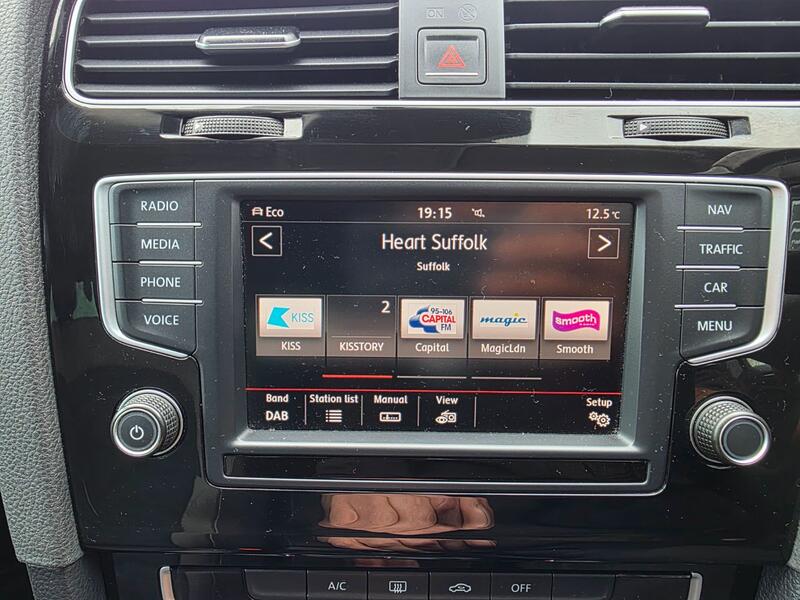 ON
RADIO
MEDIA
PHONE
VOICE
Eco 19:15 12.5°C
Heart Suffolk
Suffolk
KISS 2 95-106 CAPITAL FM magic smooth
KISS KISSTORY Capital MagicLdn Smooth
Band Station list Manual View Setup
DAB
NAV
TRAFFIC
CAR
MENU
A/C OFF